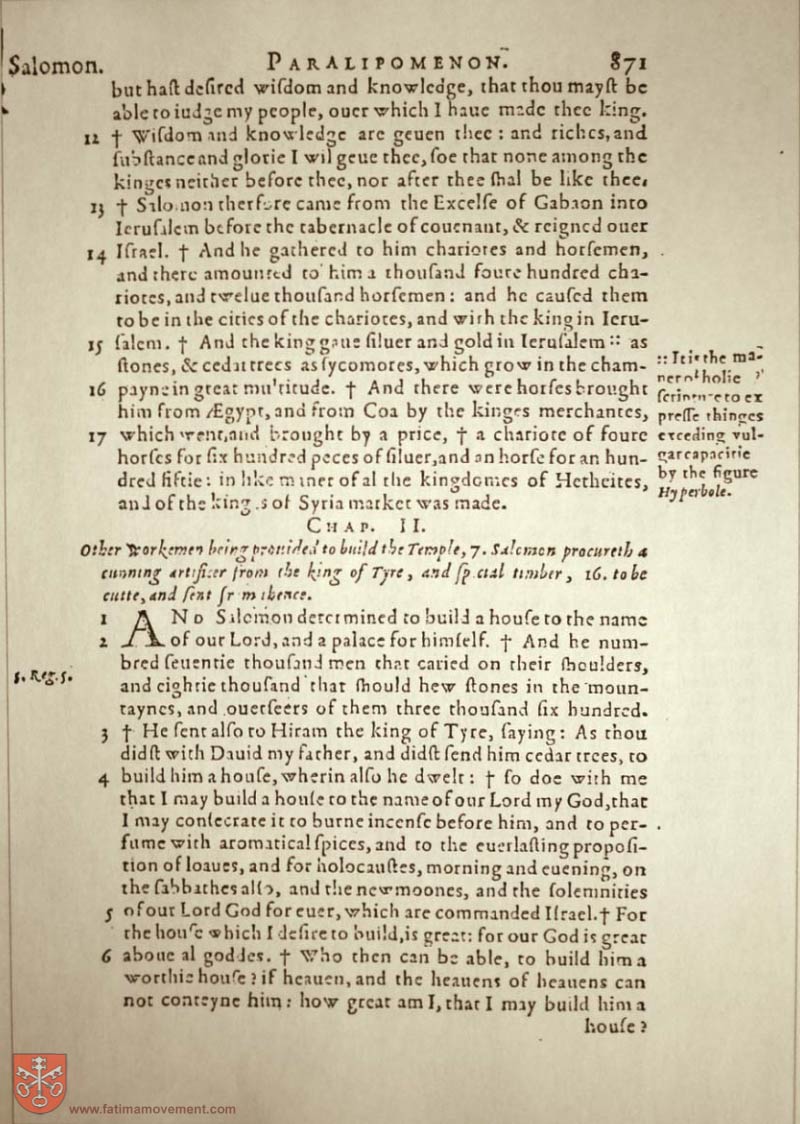 Salomon. PARALIPOMENON. 871
but haſt deſired wiſdom and knowledge, that thou mayſt be
able to iudge my people, ouer which I haue made thee king.
12 † Wiſdom and knowledge are geuen thee : and riches, and
ſubſtance and glorie I wil geue thee, ſoe that none among the
kinges neither before thee, nor after thee ſhal be like thee.
13 † Salomon therfore came from the Excelſe of Gabaon into
Ieruſalem before the tabernacle of couenant, & reigned ouer
14 Iſrael. † And he gathered to him chariotes and horſemen,
and there amounted to him a thouſand foure hundred cha-
riotes, and twelue thouſand horſemen : and he cauſed them
to be in the cities of the chariotes, and with the king in Ieru-
15 ſalem. † And the king gaue ſiluer and gold in Ieruſalem :: as
ſtones, & cedar trees as ſycomores, which grow in the cham-
16 payne in great multitude. † And there were horſes brought
him from Ægypt, and from Coa by the kinges merchantes,
17 which went, and brought by a price, † a chariote of foure
horſes for ſix hundred peces of ſiluer, and an horſe for an hun-
dred fiftie : in like maner of al the kingdomes of Hetheites,
and of the kinges of Syria market was made.
:: It is the ma-
ner of holie
ſcripture to ex
preſſe thinges
exceding vul-
gar capacitie
by the figure
Hyperbole.
CHAP. II.
Other workemen being prouided to build the Temple, 7. Salomon procureth a
cunning artificer from the king of Tyre, and ſpecial timber, 16. to be
cutte, and ſent from thence.
1 AND Salomon determined to build a houſe to the name
2 of our Lord, and a palace for himſelf. † And he num-
bred ſeuentie thouſand men that caried on their ſhoulders,
and eightie thouſand that ſhould hew ſtones in the moun-
taynes, and ouerſeers of them three thouſand ſix hundred.
3. Reg. 5.
3 † He ſent alſo to Hiram the king of Tyre, ſaying : As thou
didſt with Dauid my father, and didſt ſend him cedar trees, to
4 build him a houſe, wherin alſo he dwelt : † ſo doe with me
that I may build a houſe to the name of our Lord my God, that
I may conſecrate it to burne incenſe before him, and to per-
fume with aromatical ſpices, and to the euerlaſting propoſi-
tion of loaues, and for holocauſtes, morning and euening, on
the ſabbathes alſo, and the newmoones, and the ſolemnities
5 of our Lord God for euer, which are commanded Iſrael. † For
the houſe which I deſire to build, is great : for our God is great
6 aboue al goddes. † Who then can be able, to build him a
worthie houſe ? if heauen, and the heauens of heauens can
not conteyne him : how great am I, that I may build him a
houſe ?
www.fatimamovement.com